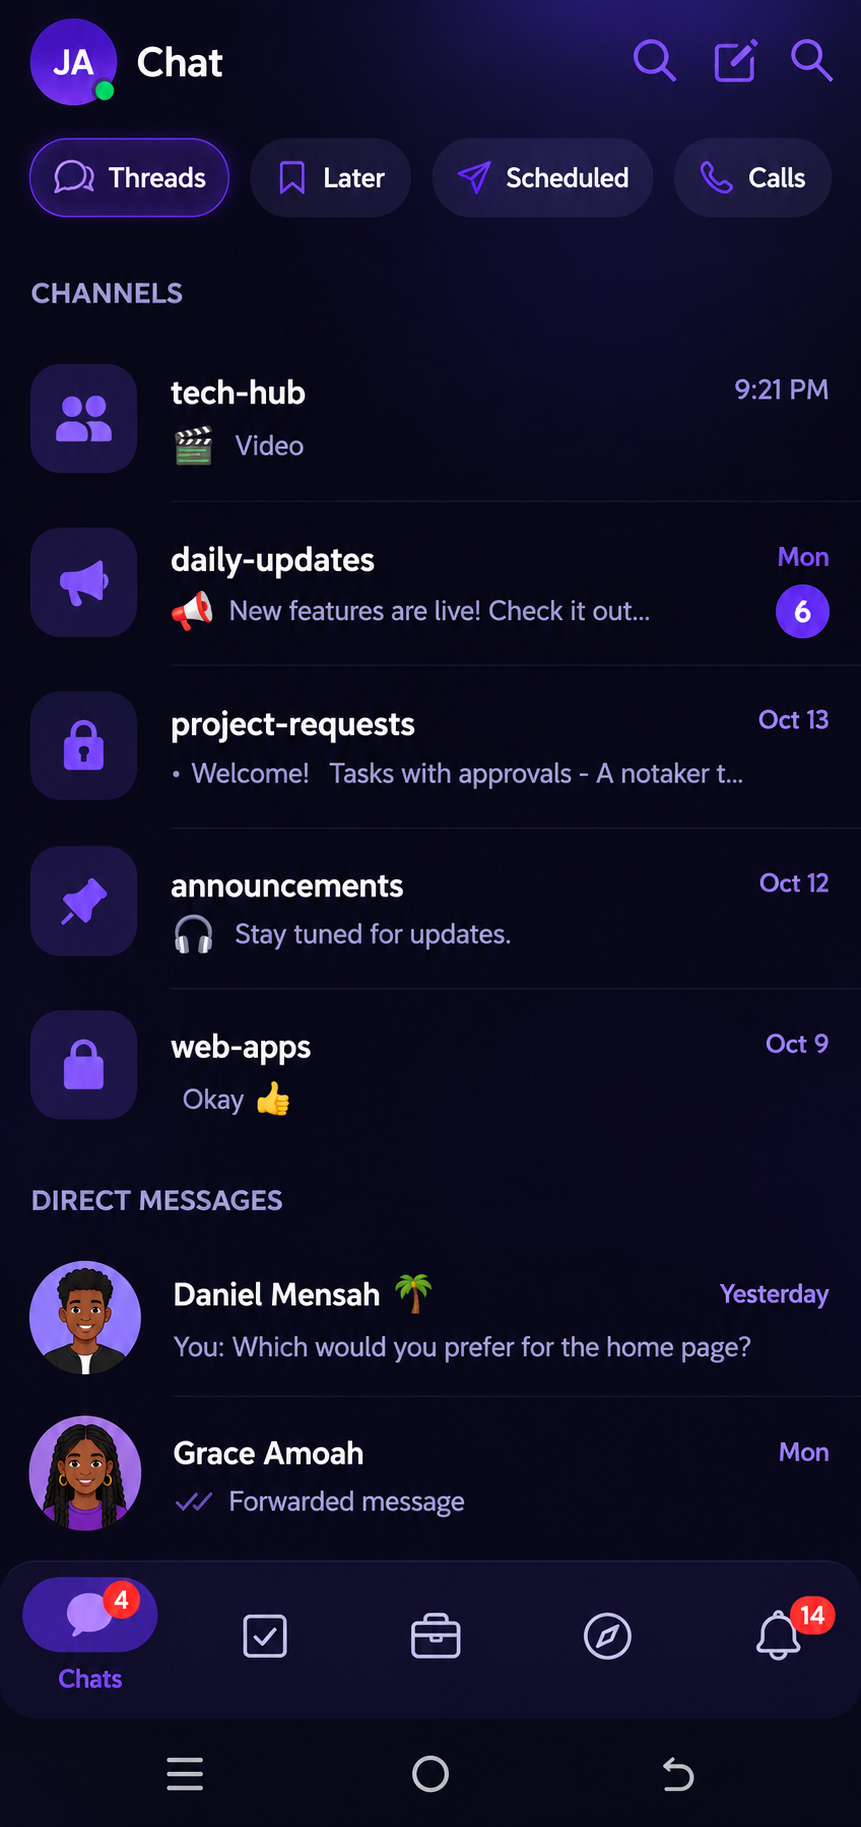 JA Chat
Threads Later Scheduled Calls
CHANNELS
tech-hub 9:21 PM
🎬 Video
daily-updates Mon
📢 New features are live! Check it out... 6
project-requests Oct 13
• Welcome! Tasks with approvals - A notaker t...
announcements Oct 12
🎧 Stay tuned for updates.
web-apps Oct 9
Okay 👍
DIRECT MESSAGES
Daniel Mensah 🌴 Yesterday
You: Which would you prefer for the home page?
Grace Amoah Mon
Forwarded message
4 14
Chats